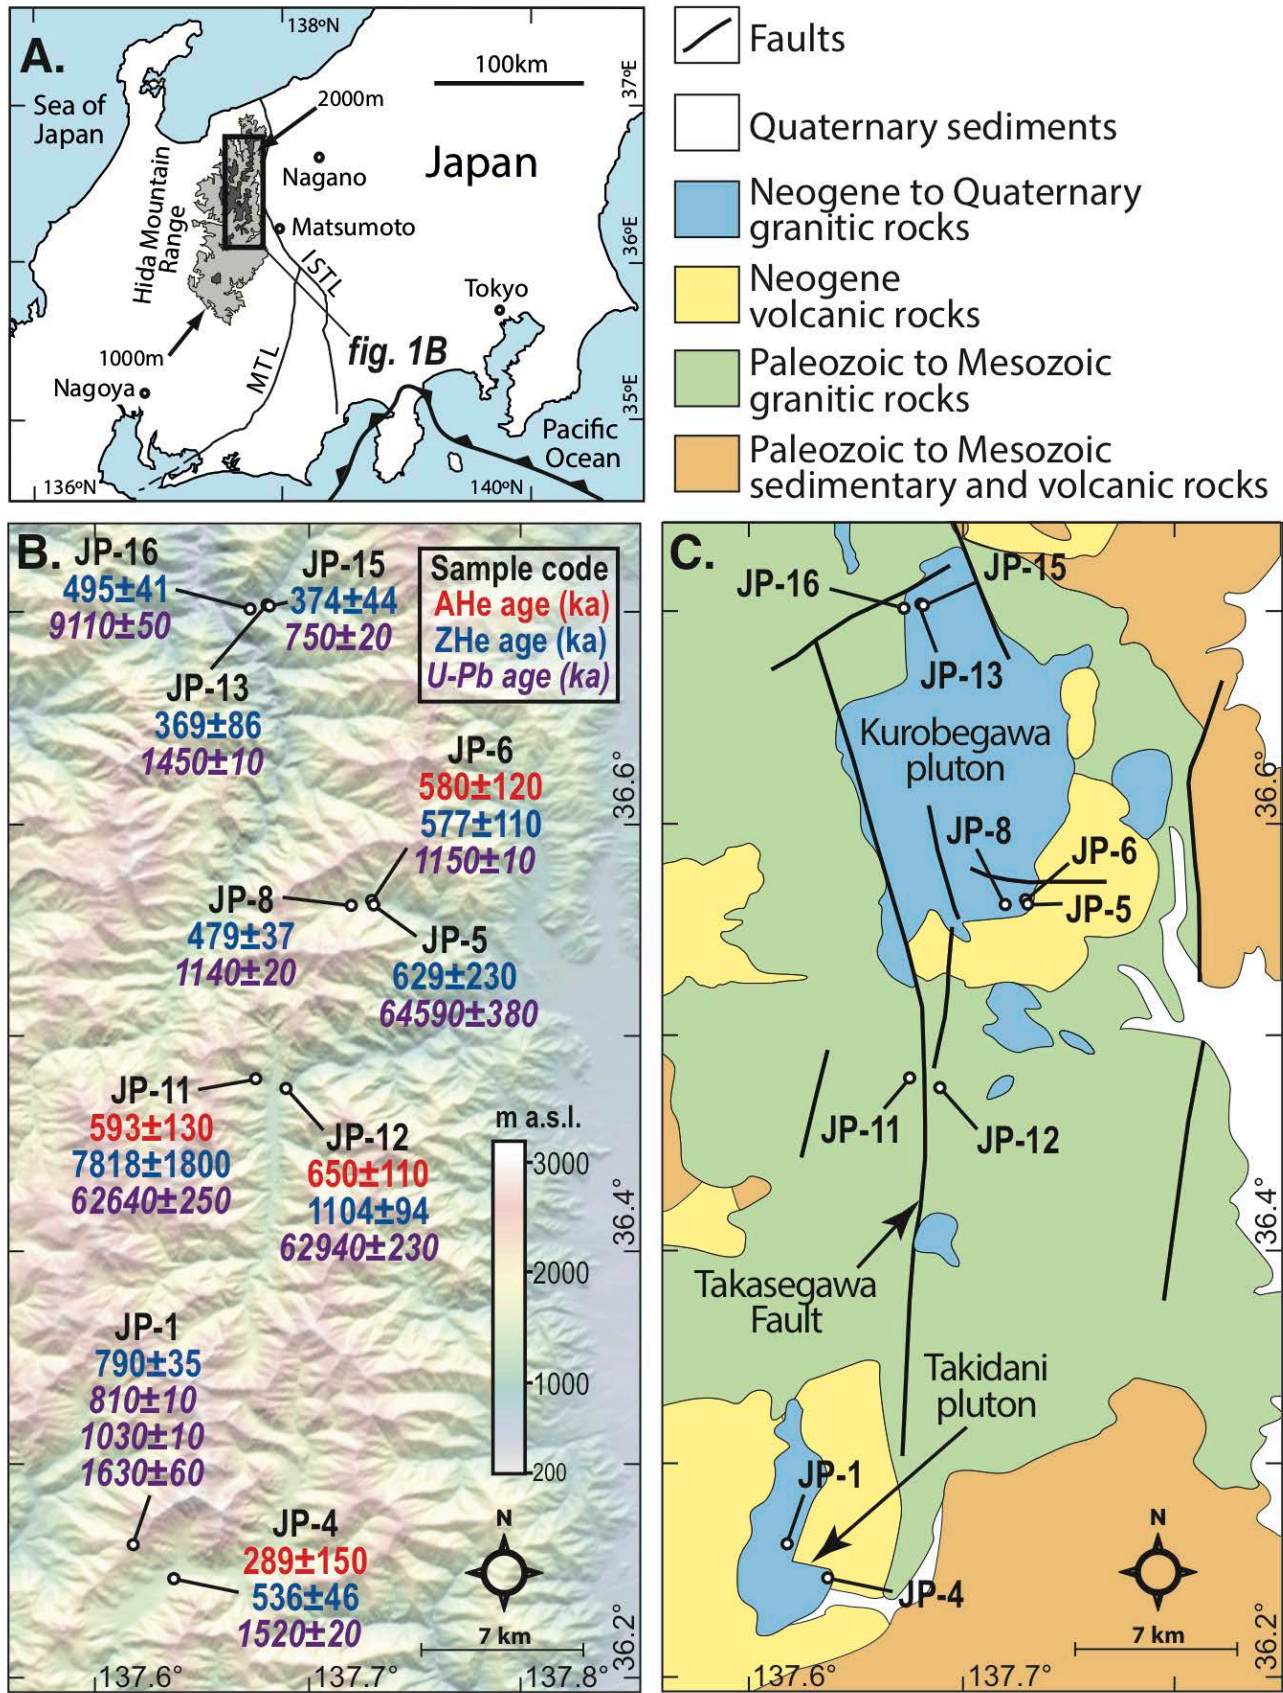 A.
138ºN
100km
37ºE
Sea of
Japan
2000m
Nagano
Japan
Hida Mountain
Range
Matsumoto
36ºE
ISTL
Tokyo
1000m
fig. 1B
MTL
Nagoya
35ºE
Pacific
Ocean
136ºN
140ºN
Faults
Quaternary sediments
Neogene to Quaternary
granitic rocks
Neogene
volcanic rocks
Paleozoic to Mesozoic
granitic rocks
Paleozoic to Mesozoic
sedimentary and volcanic rocks
B.
JP-16
495±41
9110±50
JP-15
374±44
750±20
Sample code
AHe age (ka)
ZHe age (ka)
U-Pb age (ka)
JP-13
369±86
1450±10
JP-6
580±120
577±110
1150±10
36.6°
JP-8
479±37
1140±20
JP-5
629±230
64590±380
JP-11
593±130
7818±1800
62640±250
JP-12
650±110
1104±94
62940±230
m a.s.l.
3000
2000
1000
200
36.4°
JP-1
790±35
810±10
1030±10
1630±60
JP-4
289±150
536±46
1520±20
N
7 km
36.2°
137.6°
137.7°
137.8°
C.
JP-16
JP-15
JP-13
Kurobegawa
pluton
36.6°
JP-8
JP-6
JP-5
JP-11
JP-12
36.4°
Takasegawa
Fault
Takidani
pluton
JP-1
JP-4
N
7 km
36.2°
137.6°
137.7°